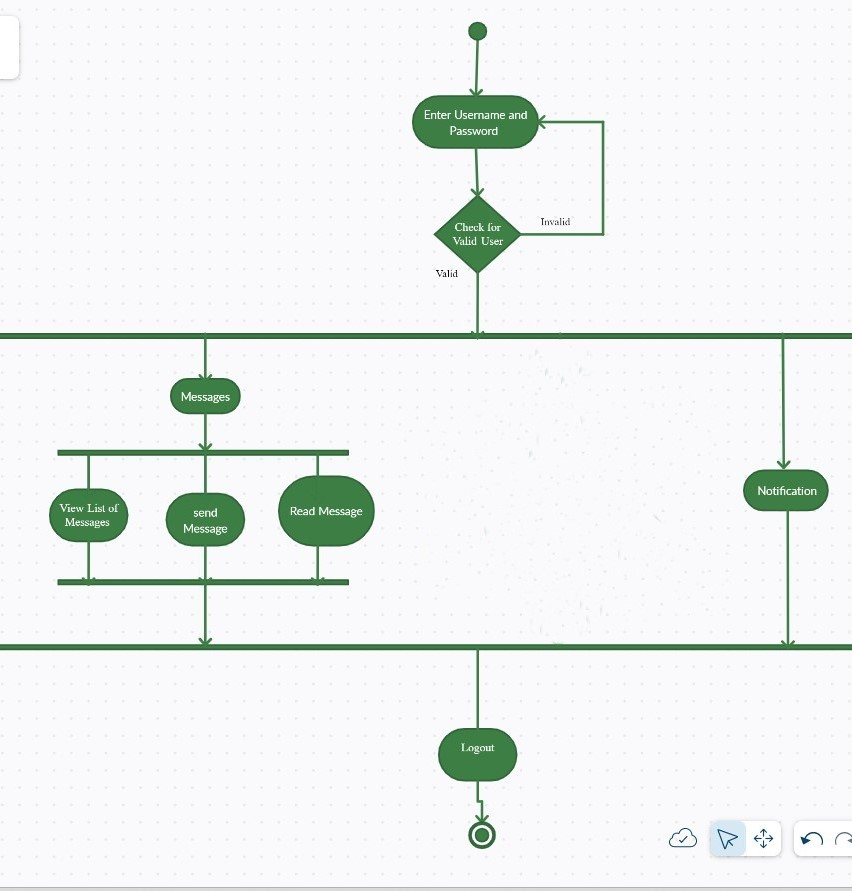 Enter Username and
Password
Check for
Valid User
Invalid
Valid
Messages
View List of
Messages
send
Message
Read Message
Notification
Logout